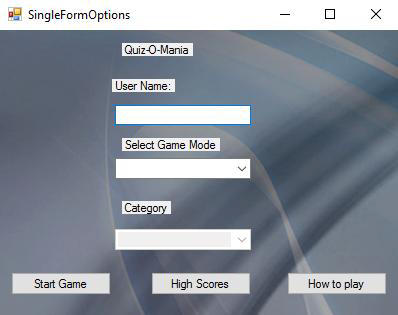 SingleFormOptions
Quiz-O-Mania
User Name:
Select Game Mode
Category
Start Game
High Scores
How to play